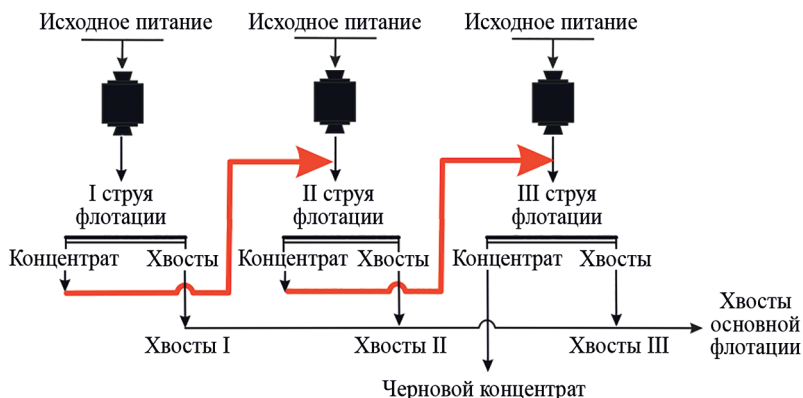 Исходное питание
Исходное питание
Исходное питание
I струя
флотации
II струя
флотации
III струя
флотации
Концентрат
Хвосты
Концентрат
Хвосты
Концентрат
Хвосты
Хвосты I
Хвосты II
Хвосты III
Хвосты
основной
флотации
Черновой концентрат